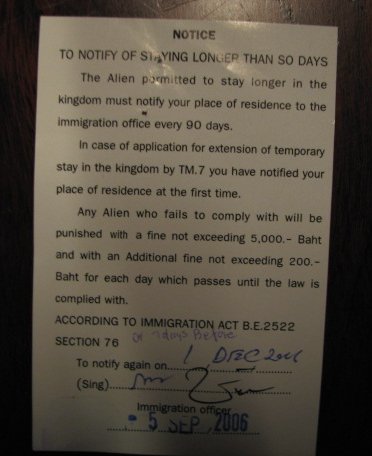 NOTICE
TO NOTIFY OF STAYING LONGER THAN SO DAYS
The Alien permitted to stay longer in the
kingdom must notify your place of residence to the
immigration office every 90 days.
In case of application for extension of temporary
stay in the kingdom by TM.7 you have notified your
place of residence at the first time.
Any Alien who fails to comply with will be
punished with a fine not exceeding 5,000.- Baht
and with an Additional fine not exceeding 200.-
Baht for each day which passes until the law is
complied with.
ACCORDING TO IMMIGRATION ACT B.E.2522
or 7days Before
SECTION 76
To notify again on 1 DEC
(Sing)
Immigration officer
- 5 SEP 2006